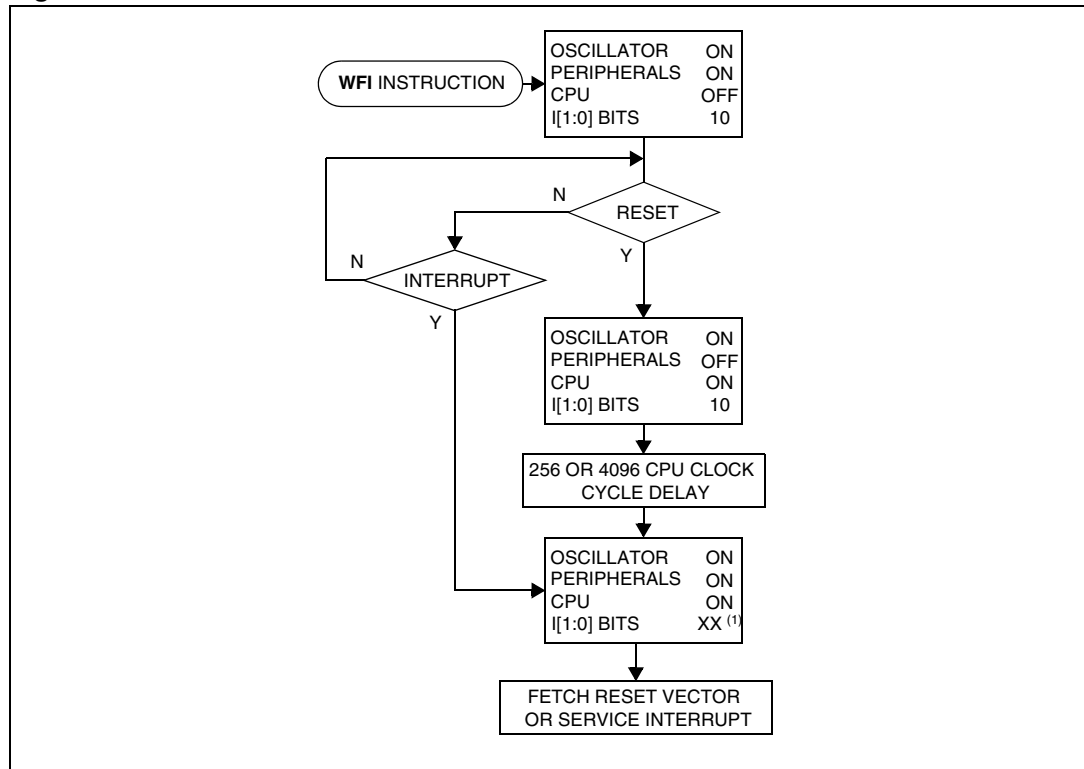 WFI INSTRUCTION
OSCILLATOR ON
PERIPHERALS ON
CPU OFF
I[1:0] BITS 10
N
RESET
Y
N
INTERRUPT
Y
OSCILLATOR ON
PERIPHERALS OFF
CPU ON
I[1:0] BITS 10
256 OR 4096 CPU CLOCK
CYCLE DELAY
OSCILLATOR ON
PERIPHERALS ON
CPU ON
I[1:0] BITS XX (1)
FETCH RESET VECTOR
OR SERVICE INTERRUPT